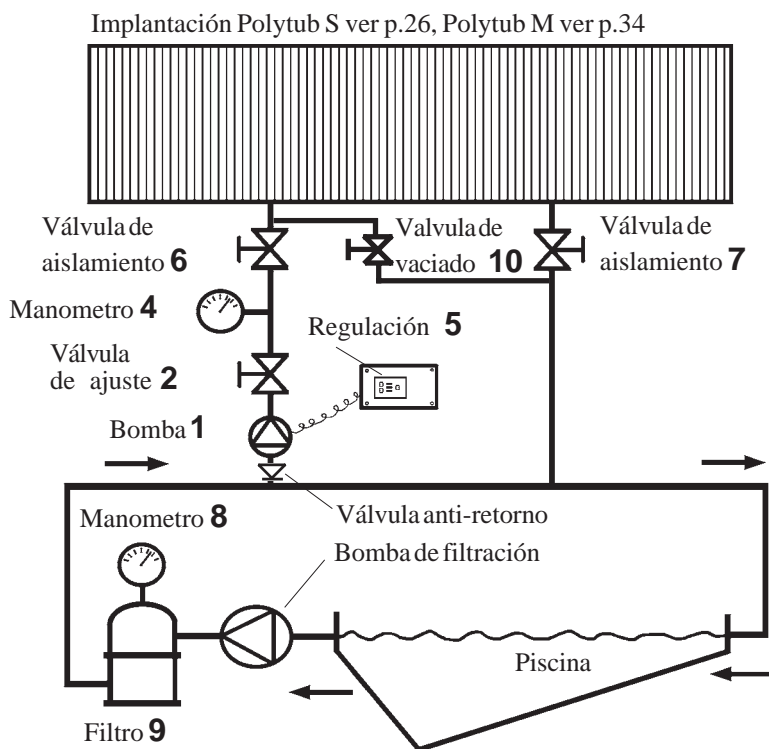 Implantación Polytub S ver p.26, Polytub M ver p.34
Válvula de
aislamiento 6
Valvula de
vaciado 10
Válvula de
aislamiento 7
Manometro 4
Regulación 5
Válvula
de ajuste 2
Bomba 1
Manometro 8
Válvula anti-retorno
Bomba de filtración
Piscina
Filtro 9